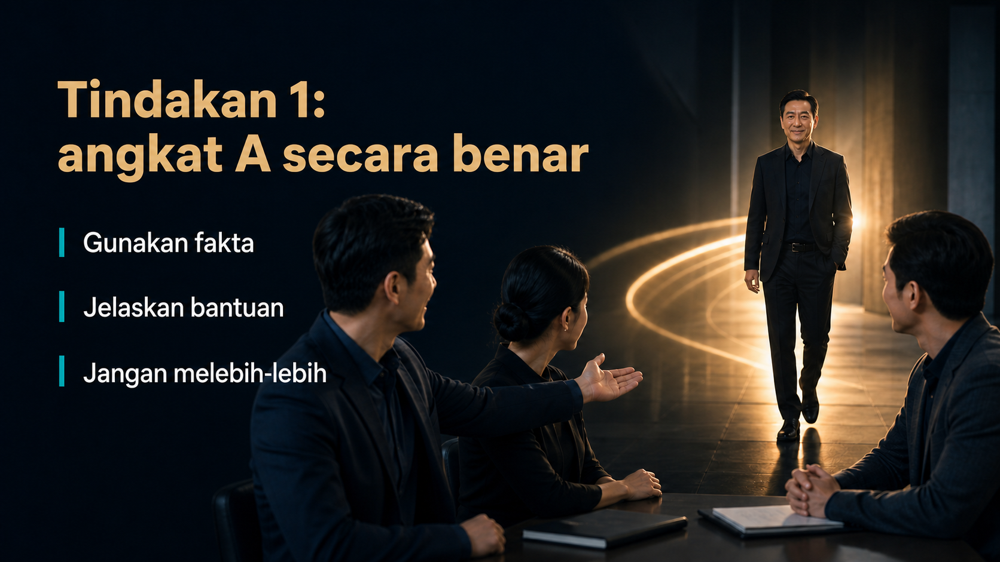 Tindakan 1:
angkat A secara benar
Gunakan fakta
Jelaskan bantuan
Jangan melebih-lebih